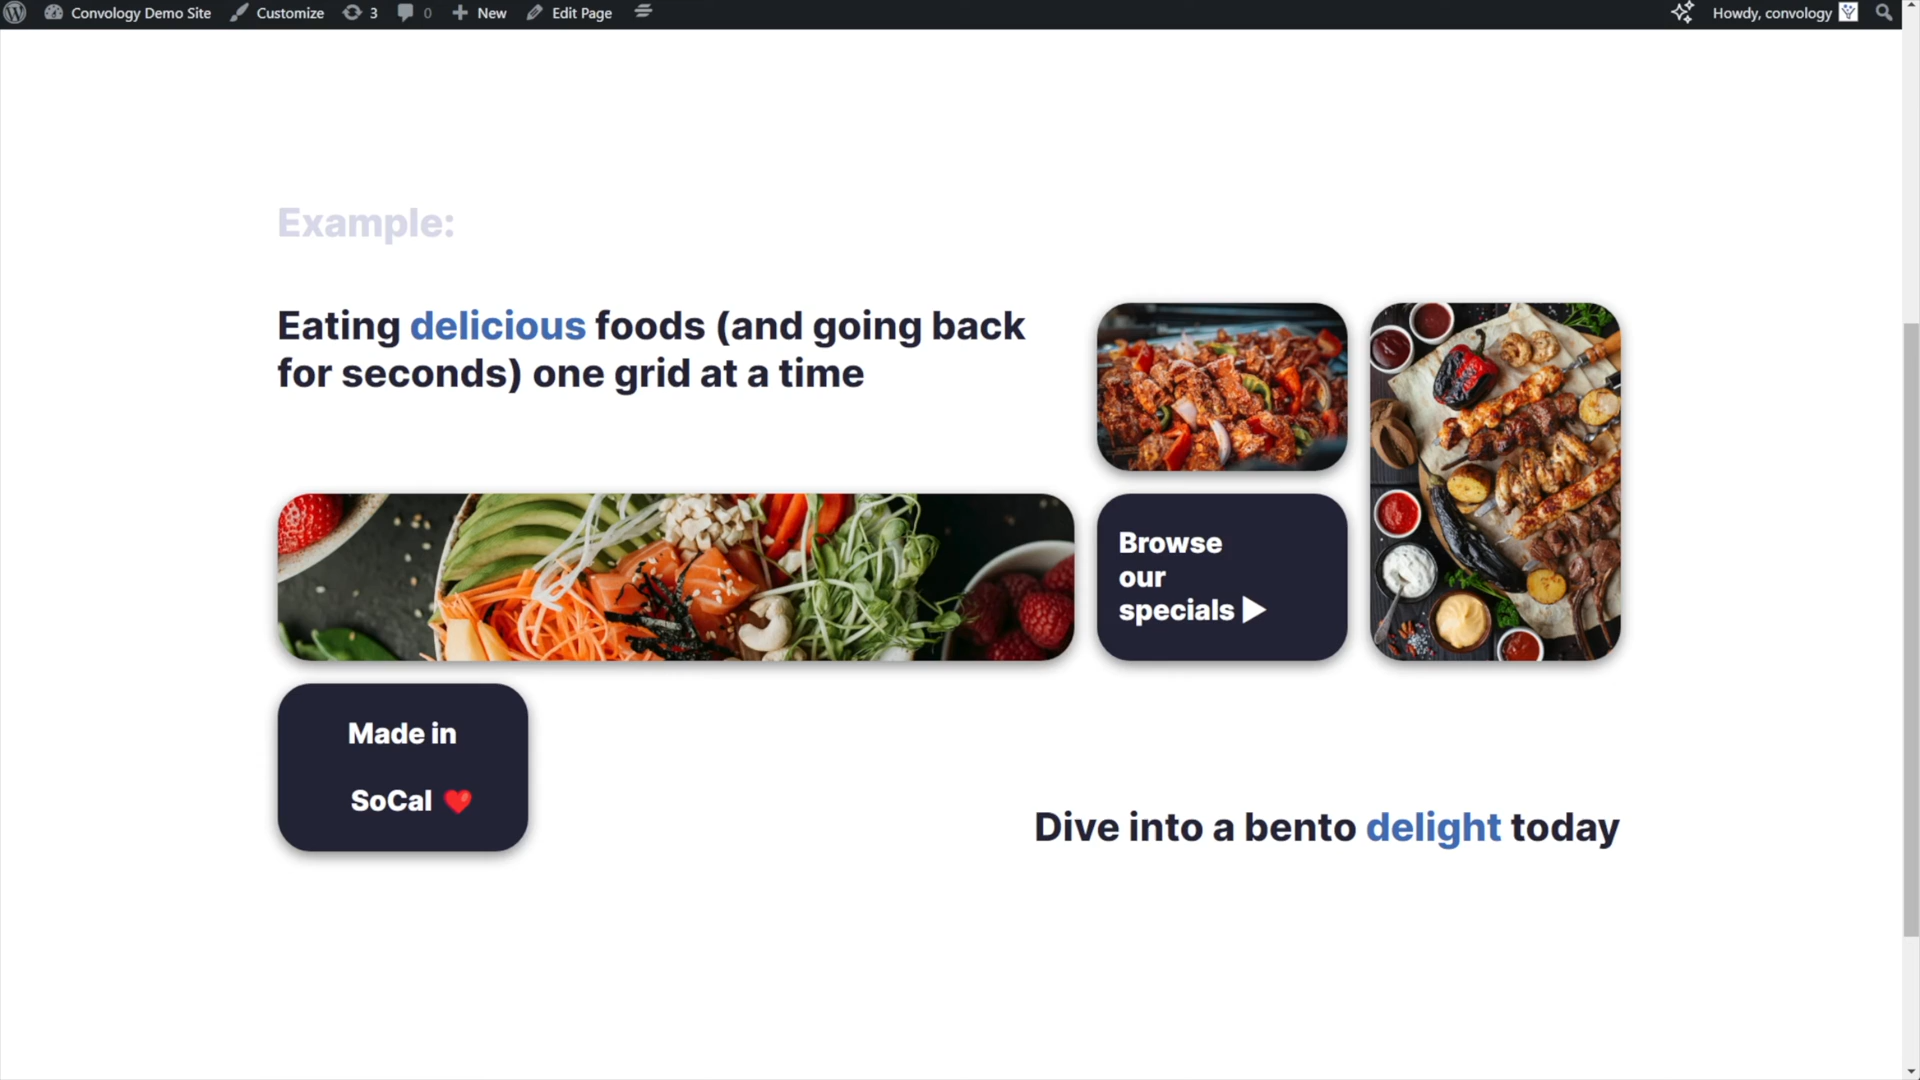 Convology Demo Site Customize 3 0 New Edit Page Howdy, convology
Example:
Eating delicious foods (and going back
for seconds) one grid at a time
Browse
our
specials ▶
Made in
SoCal ❤️
Dive into a bento delight today